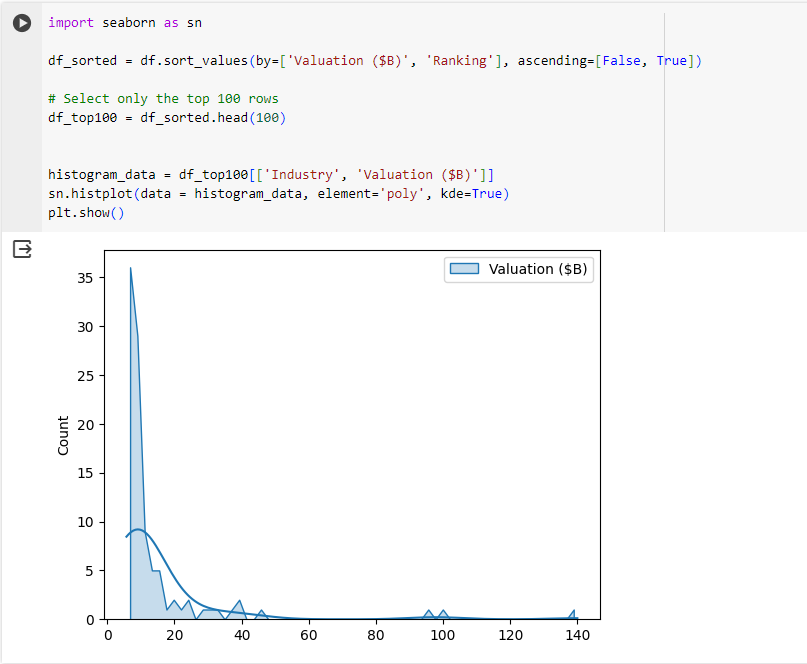 import seaborn as sn
df_sorted = df.sort_values(by=['Valuation ($B)', 'Ranking'], ascending=[False, True])
# Select only the top 100 rows
df_top100 = df_sorted.head(100)
histogram_data = df_top100[['Industry', 'Valuation ($B)']]
sn.histplot(data = histogram_data, element='poly', kde=True)
plt.show()
Valuation ($B)
35
30
25
20
15
10
5
0
Count
0 20 40 60 80 100 120 140